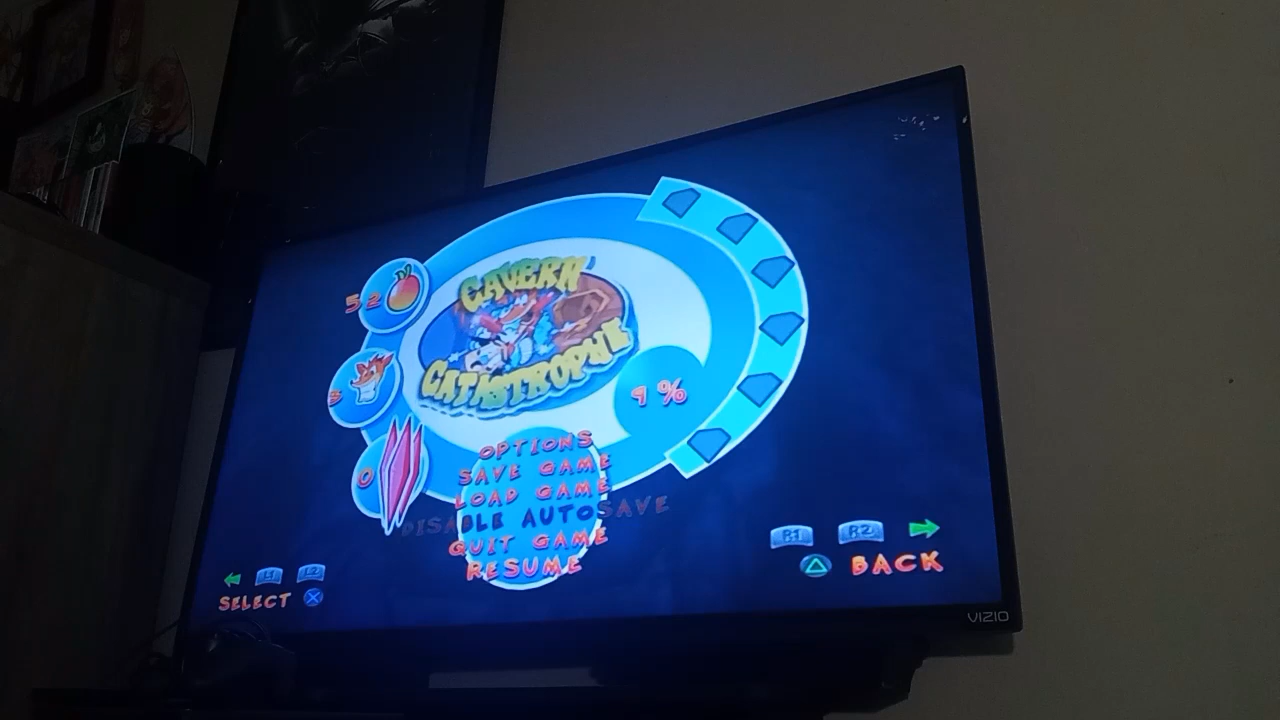 CAVERN
CATASTROPHE
52
3
0
9%
OPTIONS
SAVE GAME
LOAD GAME
DISABLE AUTOSAVE
QUIT GAME
RESUME
L1 L2
SELECT
R1 R2
BACK
VIZIO